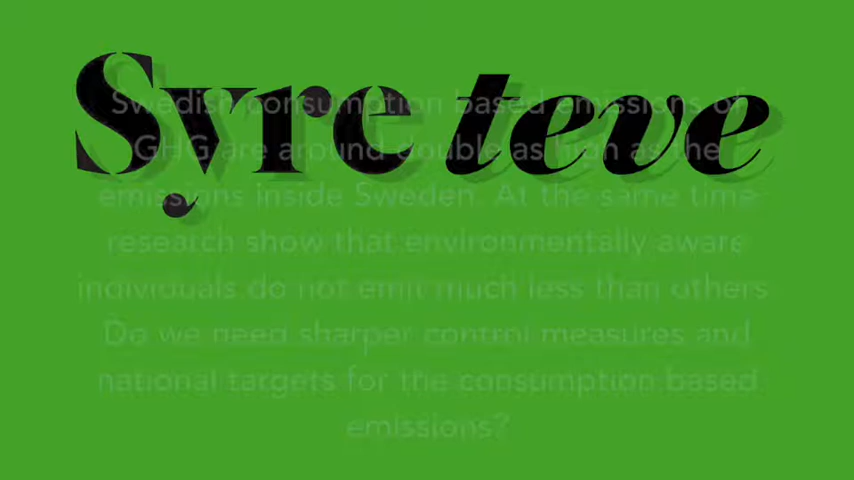 Syre teve
Swedish consumption based emissions of
GHG are around double as high as the
emissions inside Sweden. At the same time
research show that environmentally aware
individuals do not emit much less than others
Do we need sharper control measures and
national targets for the consumption based
emissions?